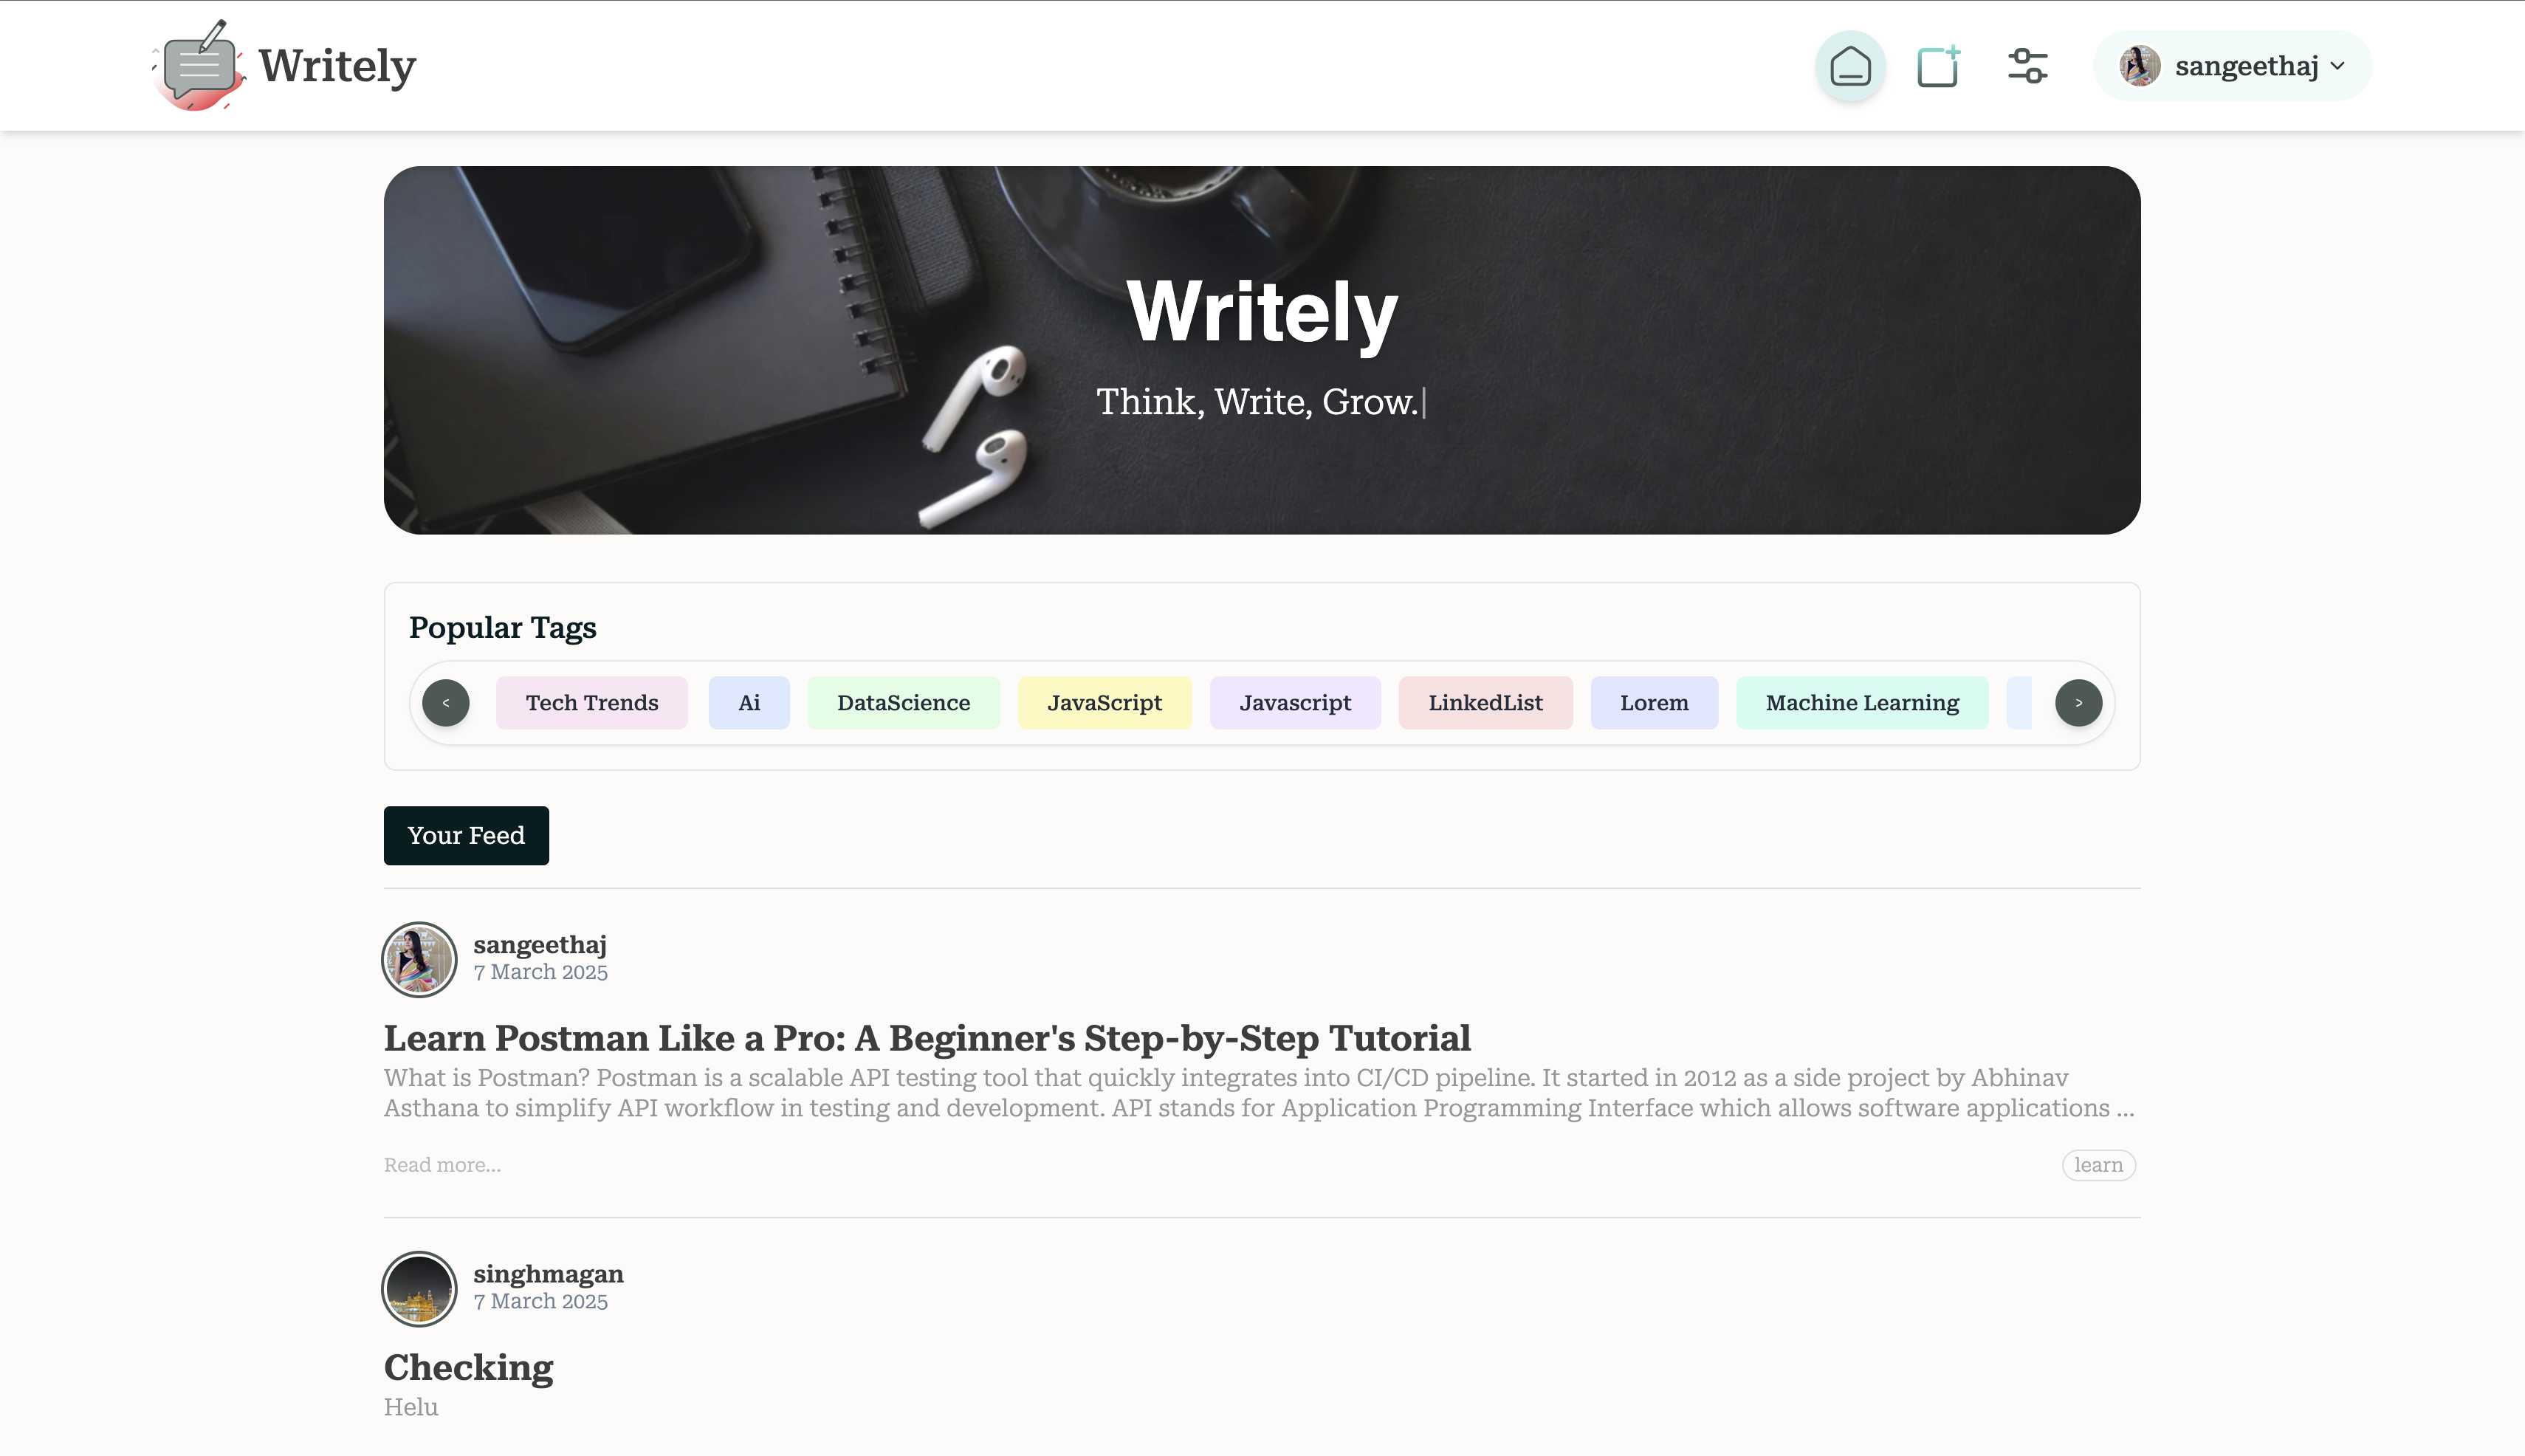 Writely
sangeethaj
Writely
Think, Write, Grow.
Popular Tags
< Tech Trends Ai DataScience JavaScript Javascript LinkedList Lorem Machine Learning >
Your Feed
sangeethaj
7 March 2025
Learn Postman Like a Pro: A Beginner's Step-by-Step Tutorial
What is Postman? Postman is a scalable API testing tool that quickly integrates into CI/CD pipeline. It started in 2012 as a side project by Abhinav
Asthana to simplify API workflow in testing and development. API stands for Application Programming Interface which allows software applications ...
Read more... learn
singhmagan
7 March 2025
Checking
Helu